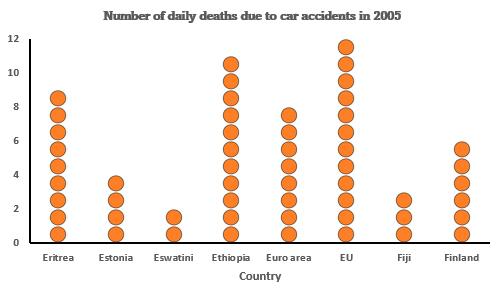 Number of daily deaths due to car accidents in 2005
12
10
8
6
4
2
0
Eritrea Estonia Eswatini Ethiopia Euro area EU Fiji Finland
Country